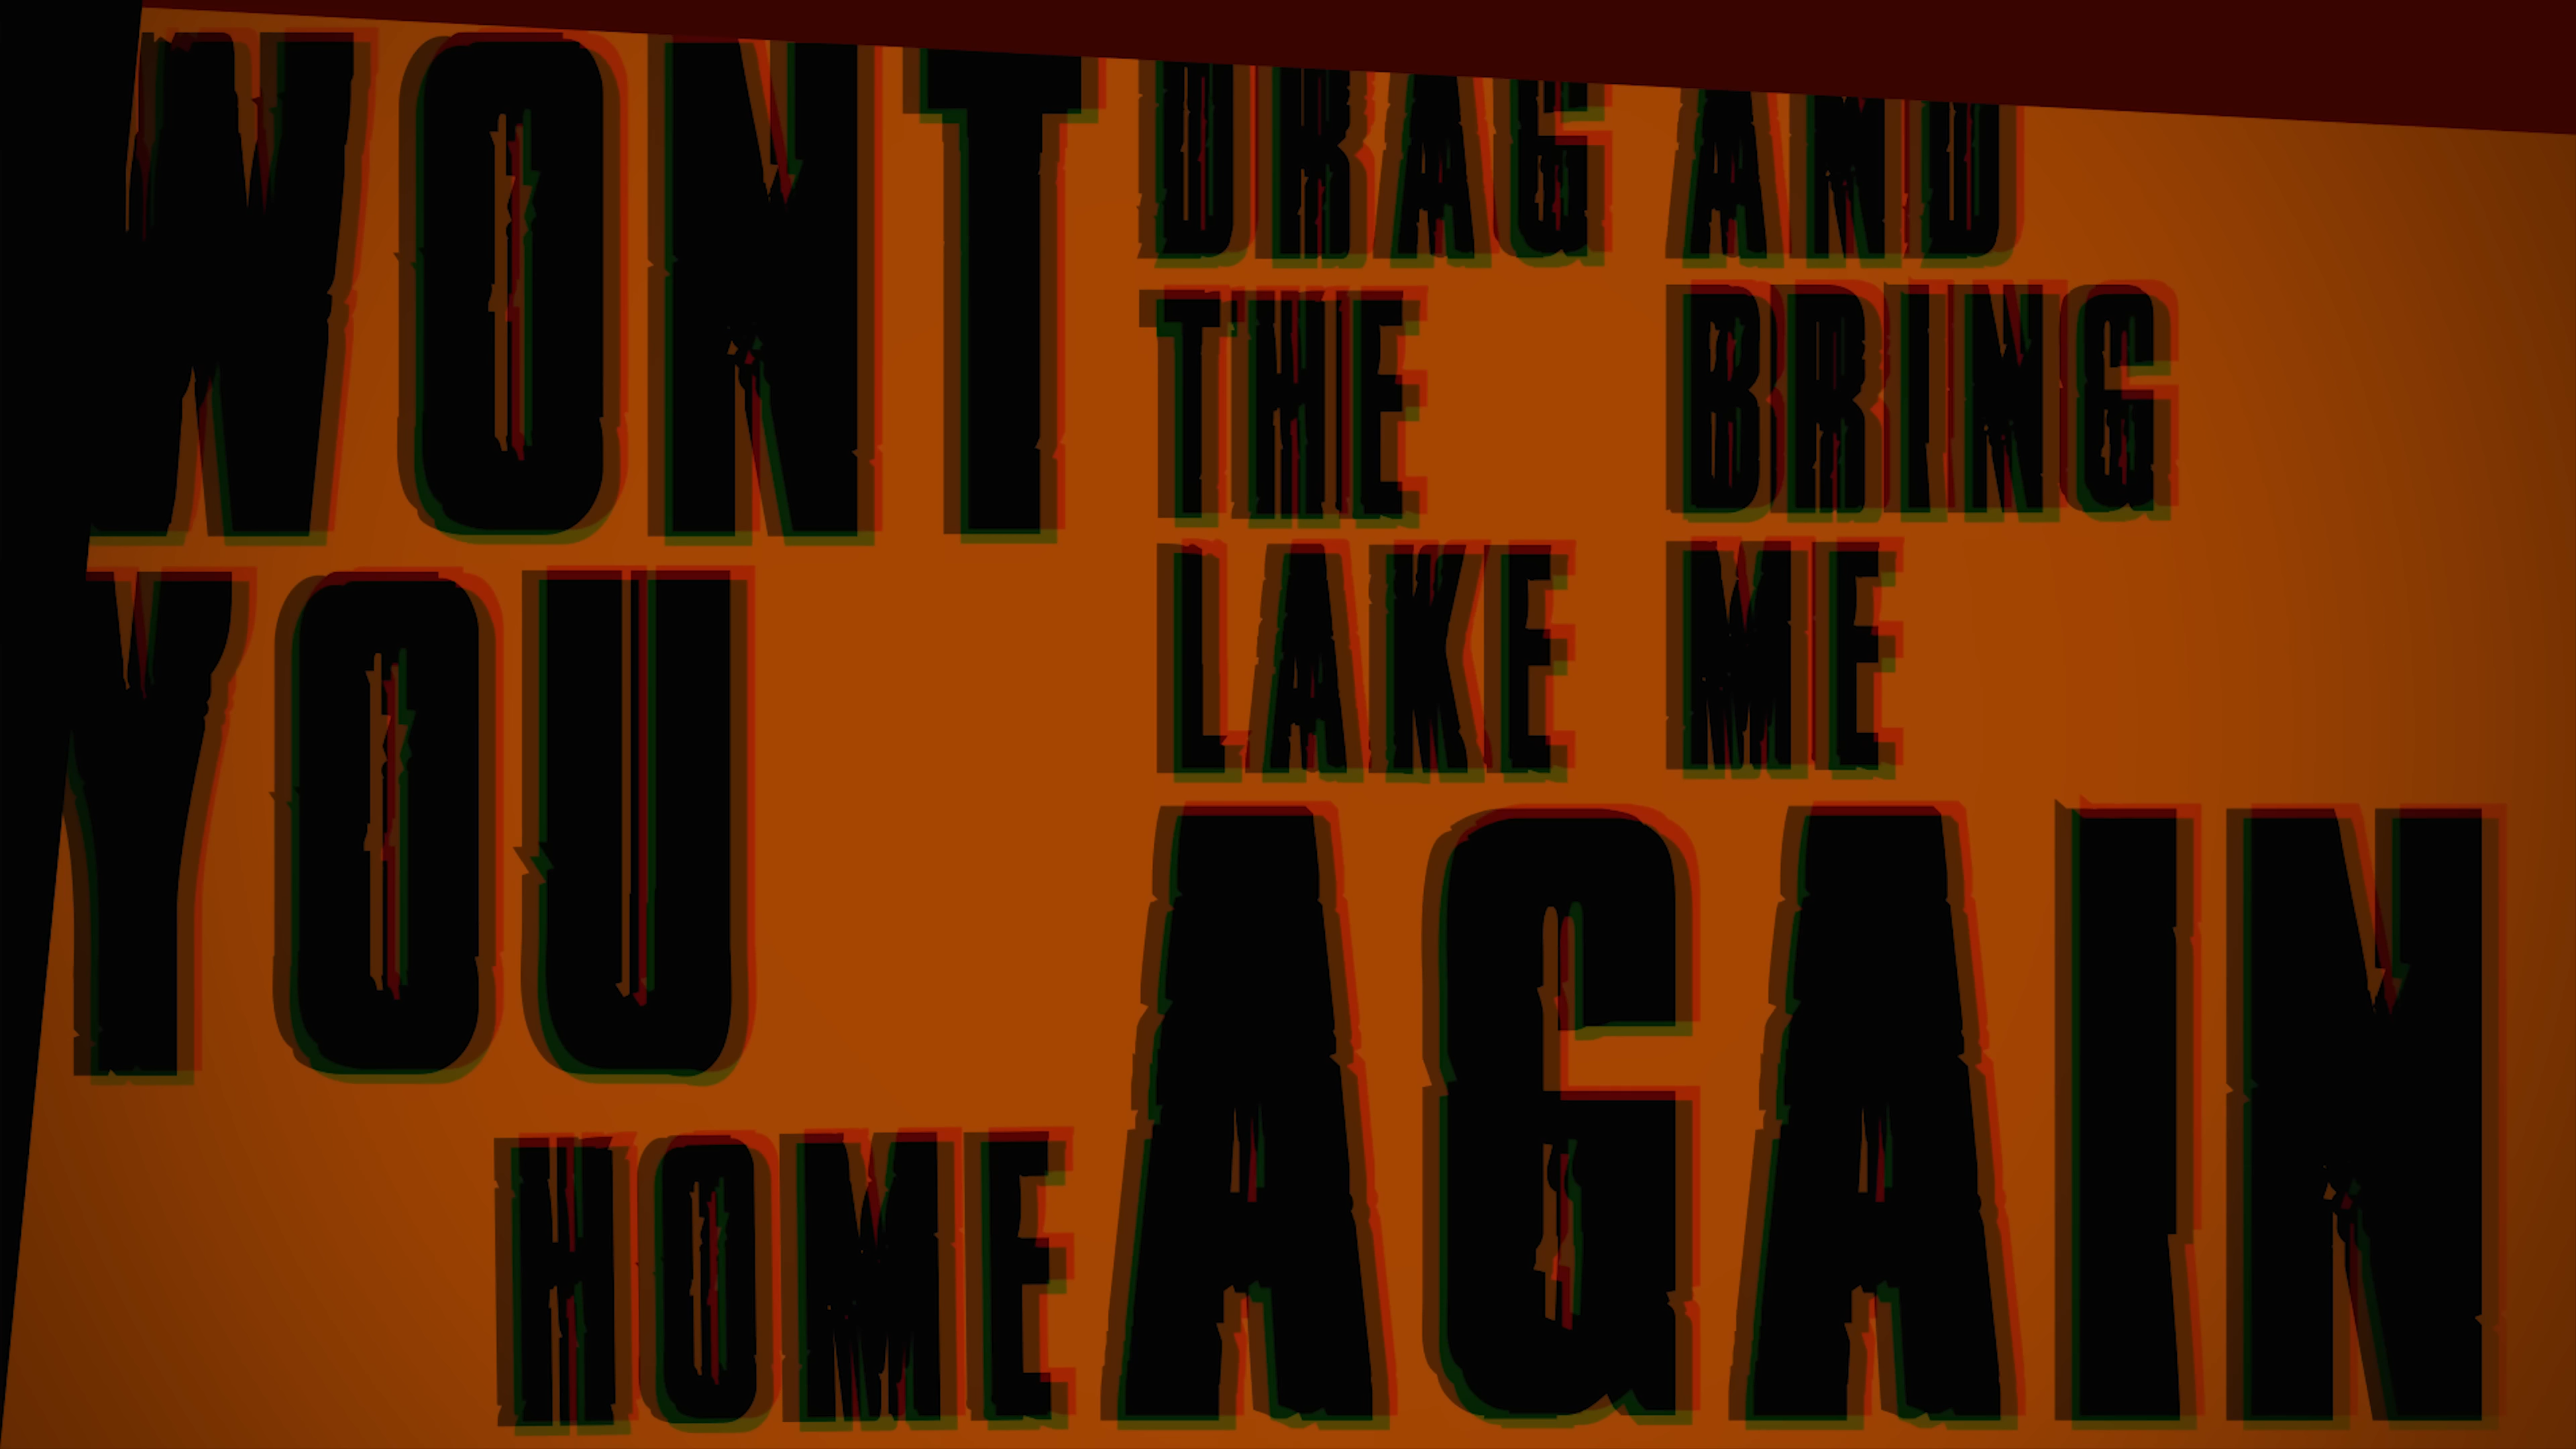 WONT
YOU
DRAG
THE
LAKE
AND
BRING
ME
HOME
AGAIN